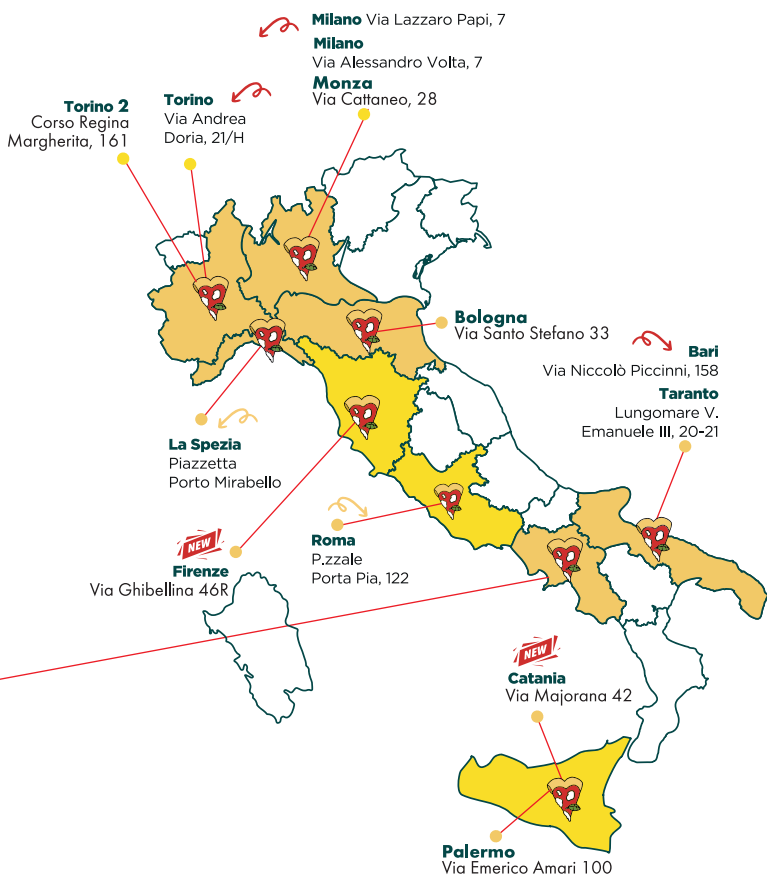 Milano Via Lazzaro Papi, 7
Milano
Via Alessandro Volta, 7
Monza
Via Cattaneo, 28
Torino 2
Corso Regina
Margherita, 161
Torino
Via Andrea
Doria, 21/H
Bologna
Via Santo Stefano 33
Bari
Via Niccolò Piccinni, 158
Taranto
Lungomare V.
Emanuele III, 20-21
La Spezia
Piazzetta
Porto Mirabello
NEW
Firenze
Via Ghibellina 46R
Roma
P.zzale
Porta Pia, 122
NEW
Catania
Via Majorana 42
Palermo
Via Emerico Amari 100